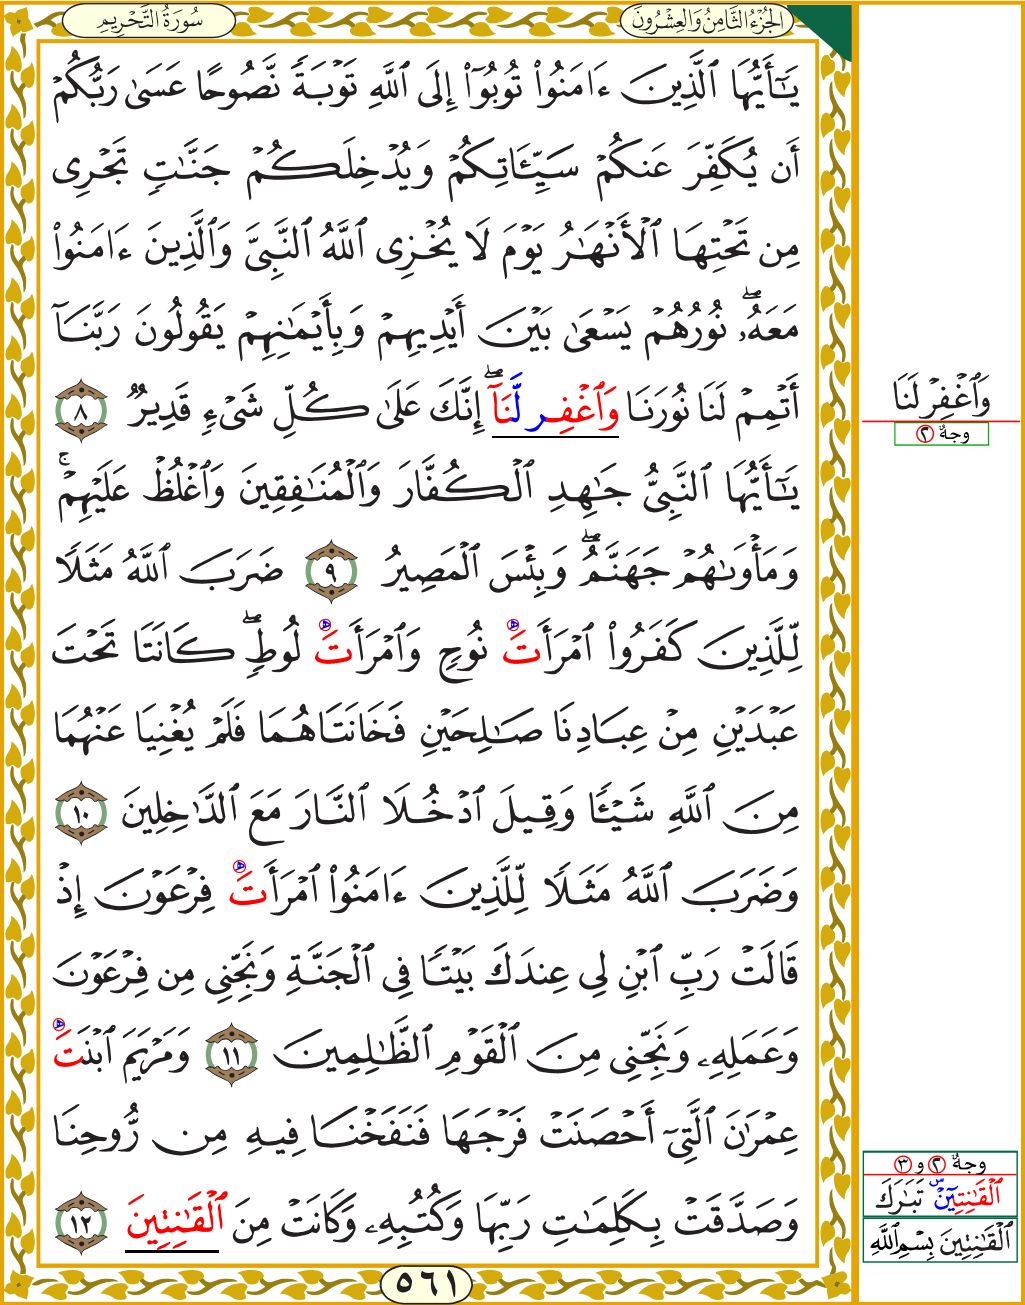 الجُزْءُ الثَّامِنُ وَالعِشْرُونَ
سُورَةُ التَّحْرِيمِ
يَٰٓأَيُّهَا ٱلَّذِينَ ءَامَنُوا۟ تُوبُوٓا۟ إِلَى ٱللَّهِ تَوْبَةً نَّصُوحًا عَسَىٰ رَبُّكُمْ
أَن يُكَفِّرَ عَنكُمْ سَيِّـَٔاتِكُمْ وَيُدْخِلَكُمْ جَنَّـٰتٍ تَجْرِى
مِن تَحْتِهَا ٱلْأَنْهَـٰرُ يَوْمَ لَا يُخْزِى ٱللَّهُ ٱلنَّبِىَّ وَٱلَّذِينَ ءَامَنُوا۟
مَعَهُۥ ۖ نُورُهُمْ يَسْعَىٰ بَيْنَ أَيْدِيهِمْ وَبِأَيْمَـٰنِهِمْ يَقُولُونَ رَبَّنَآ
أَتْمِمْ لَنَا نُورَنَا وَٱغْفِر لَّنَآ ۖ إِنَّكَ عَلَىٰ كُلِّ شَىْءٍ قَدِيرٌ ٨
يَٰٓأَيُّهَا ٱلنَّبِىُّ جَـٰهِدِ ٱلْكُفَّارَ وَٱلْمُنَـٰفِقِينَ وَٱغْلُظْ عَلَيْهِمْ ۚ
وَمَأْوَىٰهُمْ جَهَنَّمُ ۖ وَبِئْسَ ٱلْمَصِيرُ ٩ ضَرَبَ ٱللَّهُ مَثَلًا
لِّلَّذِينَ كَفَرُوا۟ ٱمْرَأَتَ نُوحٍ وَٱمْرَأَتَ لُوطٍ ۖ كَانَتَا تَحْتَ
عَبْدَيْنِ مِنْ عِبَادِنَا صَـٰلِحَيْنِ فَخَانَتَاهُمَا فَلَمْ يُغْنِيَا عَنْهُمَا
مِنَ ٱللَّهِ شَيْـًٔا وَقِيلَ ٱدْخُلَا ٱلنَّارَ مَعَ ٱلدَّٰخِلِينَ ١٠
وَضَرَبَ ٱللَّهُ مَثَلًا لِّلَّذِينَ ءَامَنُوا۟ ٱمْرَأَتَ فِرْعَوْنَ إِذْ
قَالَتْ رَبِّ ٱبْنِ لِى عِندَكَ بَيْتًا فِى ٱلْجَنَّةِ وَنَجِّنِى مِن فِرْعَوْنَ
وَعَمَلِهِۦ وَنَجِّنِى مِنَ ٱلْقَوْمِ ٱلظَّـٰلِمِينَ ١١ وَمَرْيَمَ ٱبْنَتَ
عِمْرَٰنَ ٱلَّتِىٓ أَحْصَنَتْ فَرْجَهَا فَنَفَخْنَا فِيهِ مِن رُّوحِنَا
وَصَدَّقَتْ بِكَلِمَـٰتِ رَبِّهَا وَكُتُبِهِۦ وَكَانَتْ مِنَ ٱلْقَـٰنِتِينَ ١٢
٥٦١
وَٱغْفِرْ لَنَا
وجهٌ ٢
وجهٌ ٢ و ٣
ٱلْقَـٰنِتِينَ ۜ تَبَـٰرَكَ
ٱلْقَـٰنِتِينَ بِسْمِ ٱللَّهِ